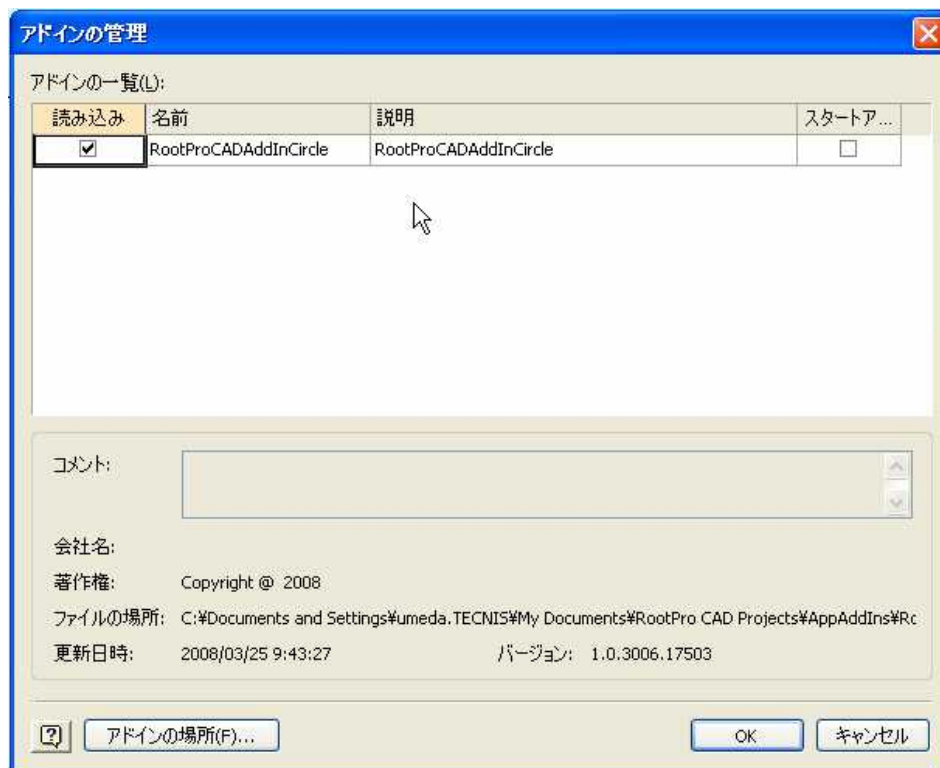 アドインの管理
アドインの一覧(L):
読み込み 名前 説明 スタートア...
RootProCADAddInCircle RootProCADAddInCircle
コメント:
会社名:
著作権: Copyright @ 2008
ファイルの場所: C:¥Documents and Settings¥umeda.TECNIS¥My Documents¥RootPro CAD Projects¥AppAddIns¥Rc
更新日時: 2008/03/25 9:43:27 バージョン: 1.0.3006.17503
アドインの場所(F)... OK キャンセル